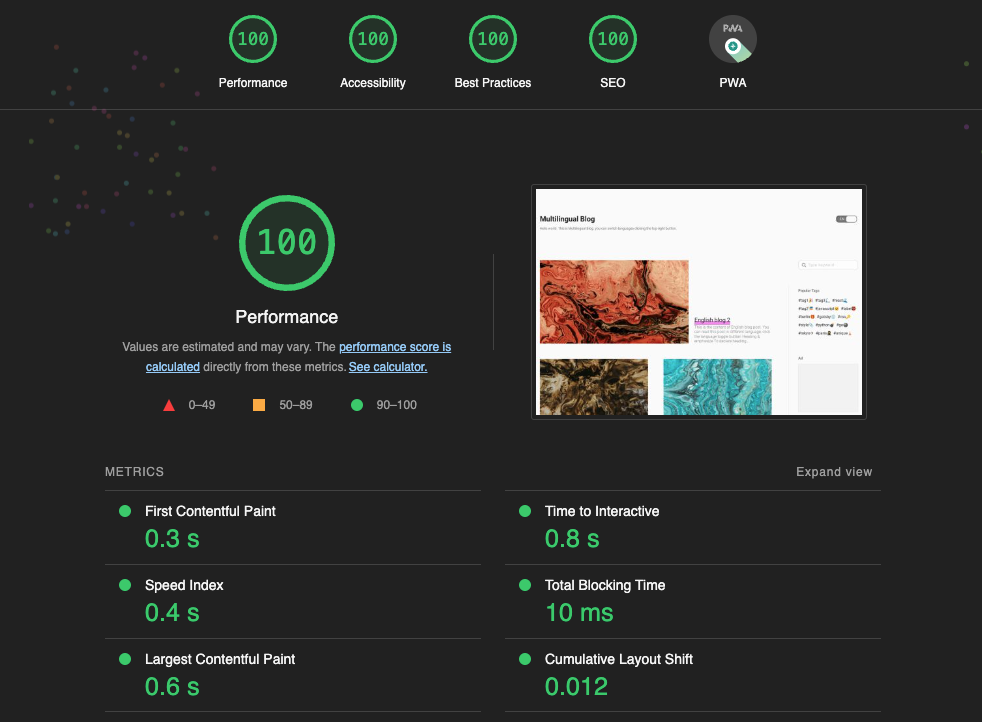 100 100 100 100 PWA
Performance Accessibility Best Practices SEO PWA
100
Performance
Values are estimated and may vary. The performance score is
calculated directly from these metrics. See calculator.
0–49 50–89 90–100
Multilingual Blog
English blog 2
Popular Tags
Ad
METRICS Expand view
First Contentful Paint
0.3 s
Time to Interactive
0.8 s
Speed Index
0.4 s
Total Blocking Time
10 ms
Largest Contentful Paint
0.6 s
Cumulative Layout Shift
0.012